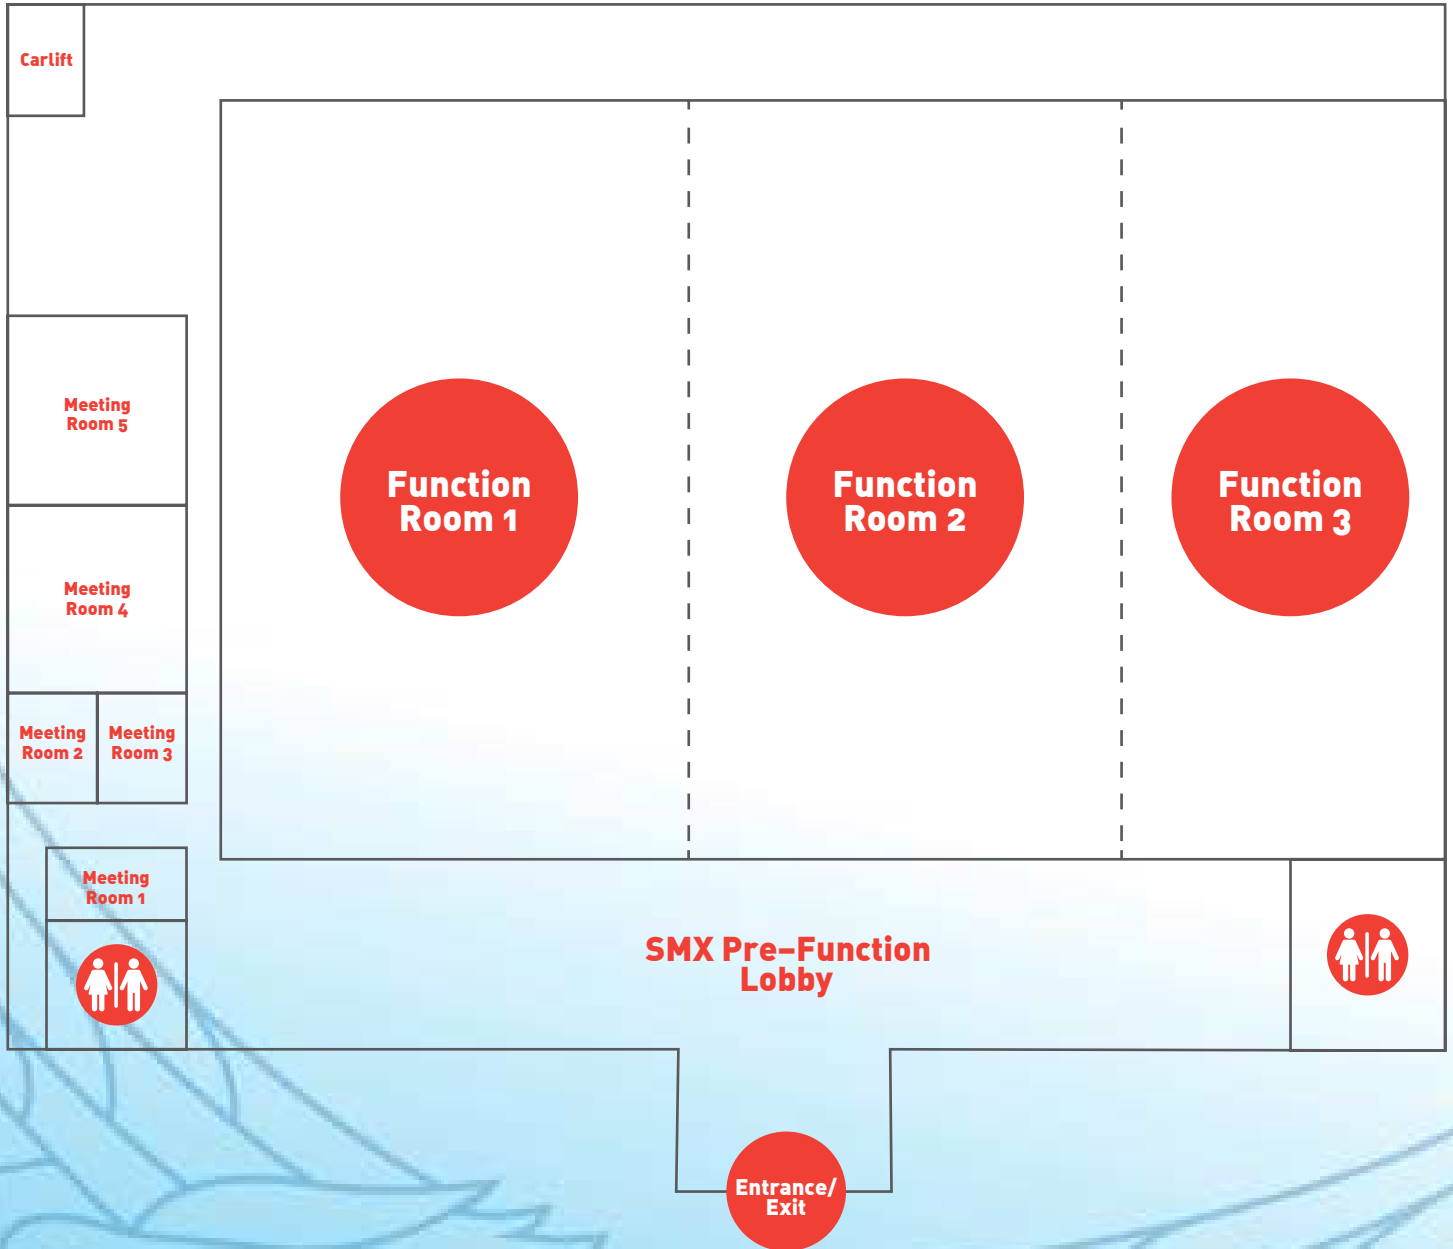 Carlift
Meeting
Room 5
Function
Room 1
Function
Room 2
Function
Room 3
Meeting
Room 4
Meeting
Room 2
Meeting
Room 3
Meeting
Room 1
SMX Pre-Function
Lobby
Entrance/
Exit